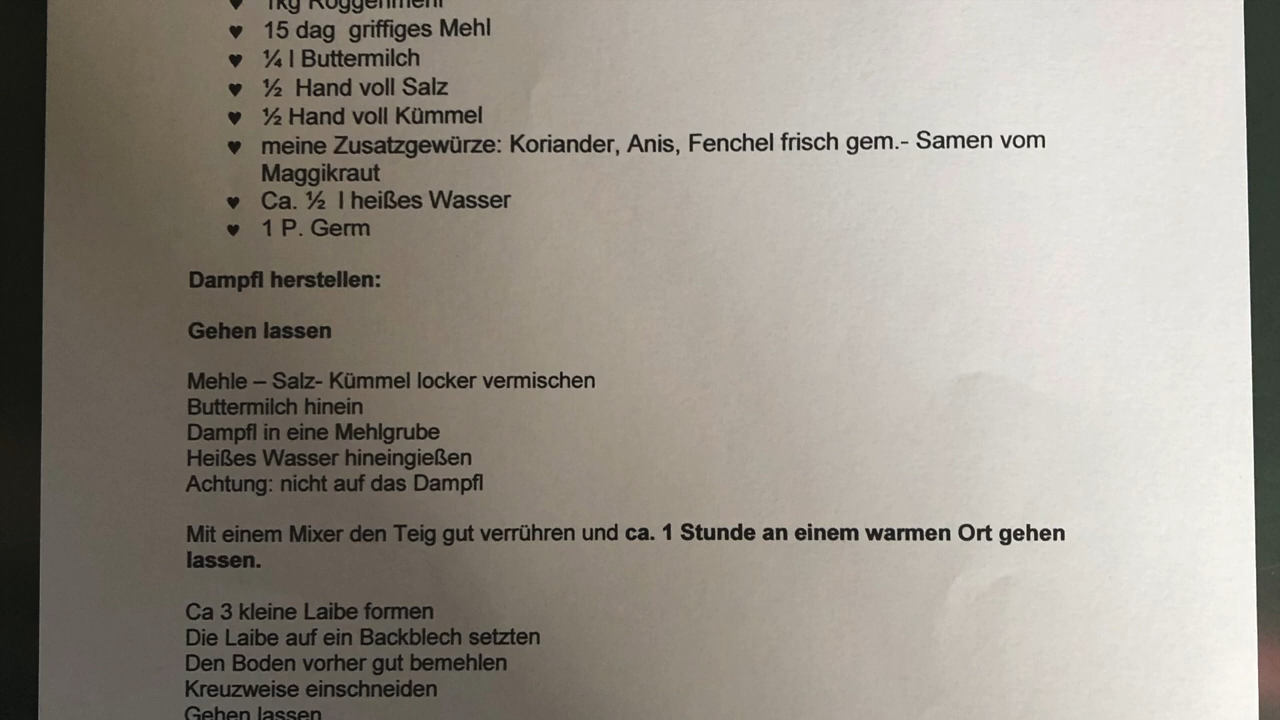 ♥ 1kg Roggenmehl
♥ 15 dag griffiges Mehl
♥ ¼ l Buttermilch
♥ ½ Hand voll Salz
♥ ½ Hand voll Kümmel
♥ meine Zusatzgewürze: Koriander, Anis, Fenchel frisch gem.- Samen vom
Maggikraut
♥ Ca. ½ l heißes Wasser
♥ 1 P. Germ
Dampfl herstellen:
Gehen lassen
Mehle – Salz- Kümmel locker vermischen
Buttermilch hinein
Dampfl in eine Mehlgrube
Heißes Wasser hineingießen
Achtung: nicht auf das Dampfl
Mit einem Mixer den Teig gut verrühren und ca. 1 Stunde an einem warmen Ort gehen
lassen.
Ca 3 kleine Laibe formen
Die Laibe auf ein Backblech setzten
Den Boden vorher gut bemehlen
Kreuzweise einschneiden
Gehen lassen